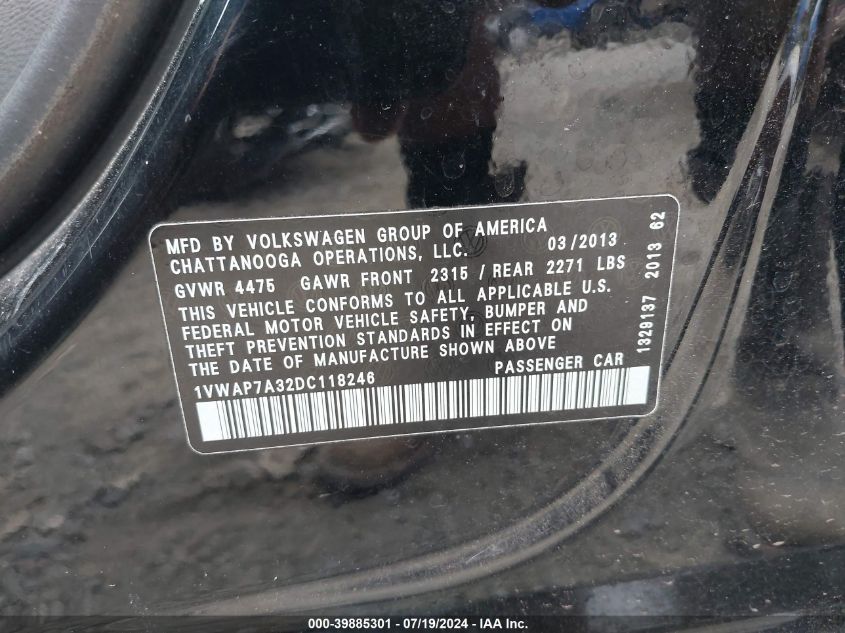 MFD BY VOLKSWAGEN GROUP OF AMERICA
CHATTANOOGA OPERATIONS, LLC. 03/2013
GVWR 4475 GAWR FRONT 2315 / REAR 2271 LBS
THIS VEHICLE CONFORMS TO ALL APPLICABLE U.S.
FEDERAL MOTOR VEHICLE SAFETY, BUMPER AND
THEFT PREVENTION STANDARDS IN EFFECT ON
THE DATE OF MANUFACTURE SHOWN ABOVE
1VWAP7A32DC118246 PASSENGER CAR
1329137 2013 62
000-39885301 - 07/19/2024 - IAA Inc.